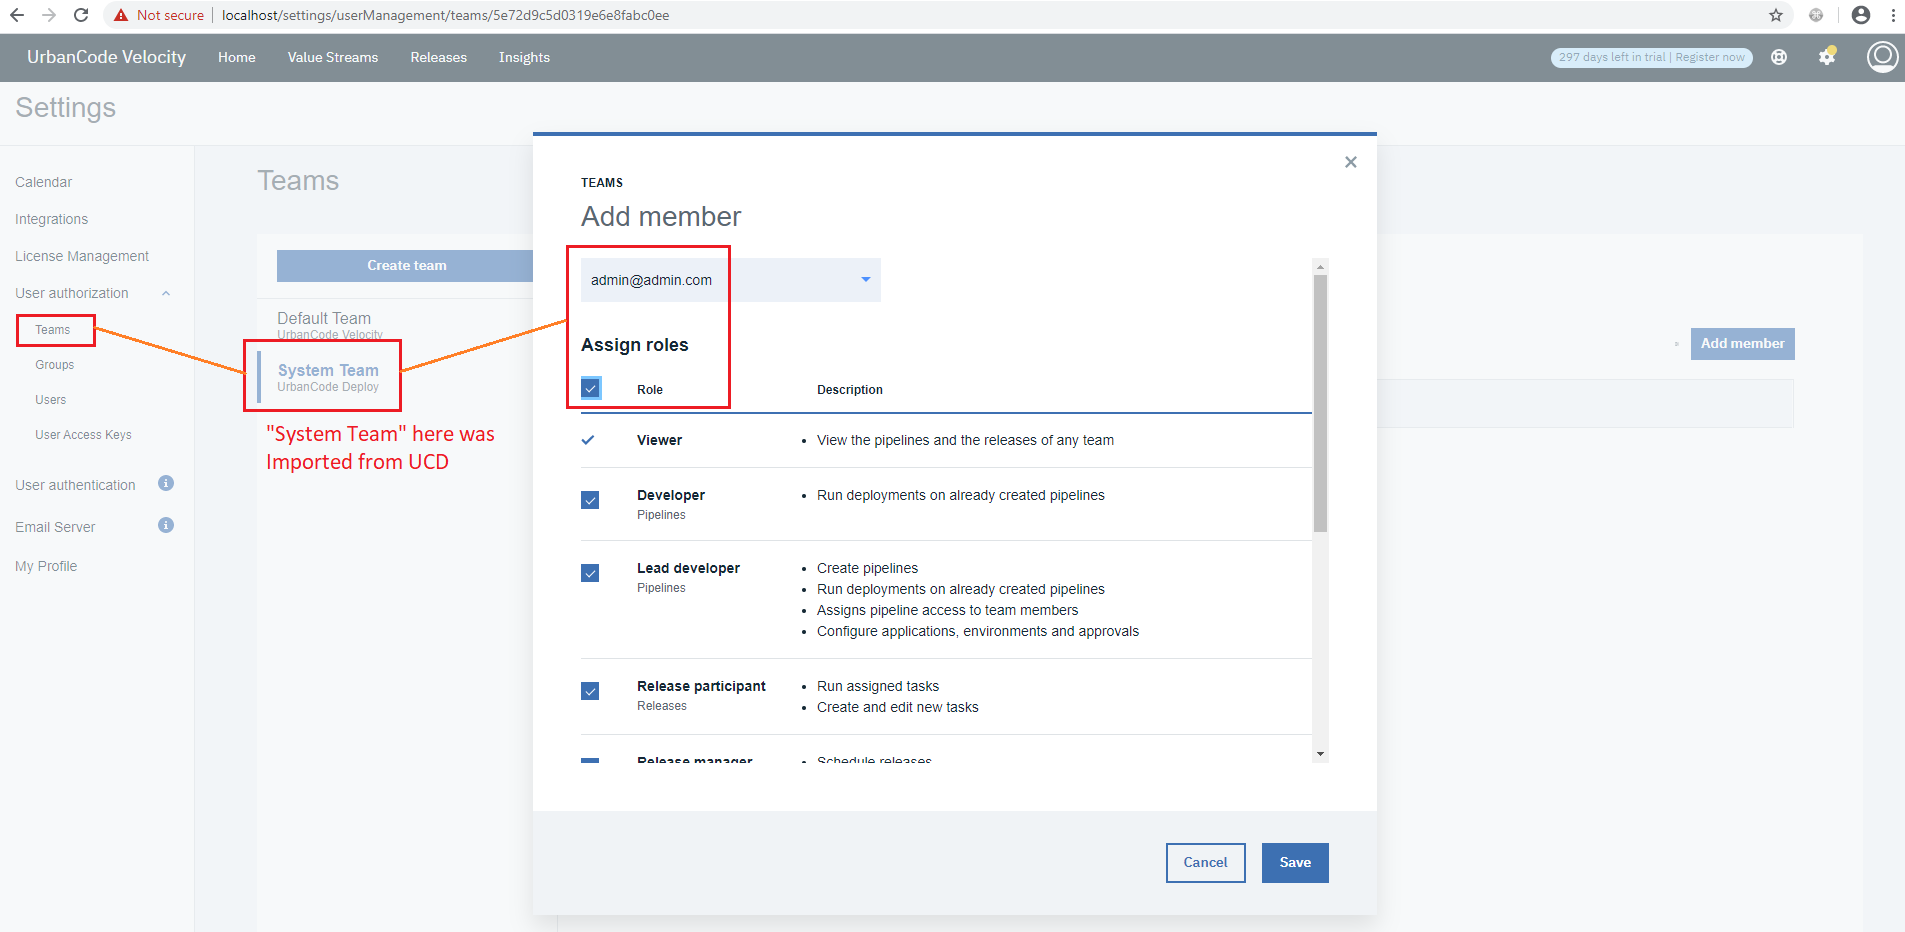 Not secure | localhost/settings/userManagement/teams/5e72d9c5d0319e6e8fabc0ee
UrbanCode Velocity Home Value Streams Releases Insights 297 days left in trial | Register now
Settings
Calendar
Integrations
License Management
User authorization
Teams
Groups
Users
User Access Keys
User authentication
Email Server
My Profile
Teams
Create team
Default Team
UrbanCode Velocity
System Team
UrbanCode Deploy
"System Team" here was
Imported from UCD
Add member
TEAMS
Add member
admin@admin.com
Assign roles
Role Description
Viewer • View the pipelines and the releases of any team
Developer • Run deployments on already created pipelines
Pipelines
Lead developer • Create pipelines
Pipelines • Run deployments on already created pipelines
• Assigns pipeline access to team members
• Configure applications, environments and approvals
Release participant • Run assigned tasks
Releases • Create and edit new tasks
Release manager • Schedule releases
Cancel Save